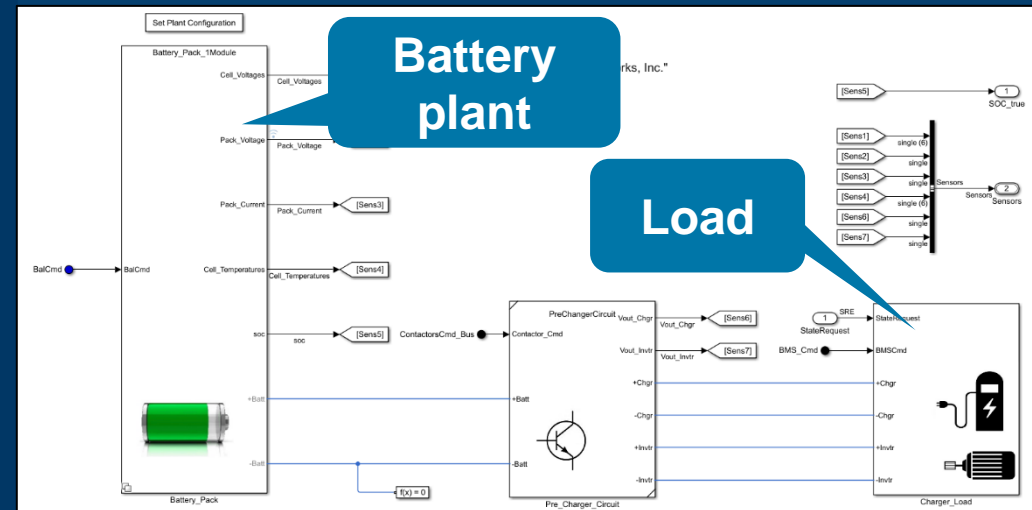 Set Plant Configuration
Battery_Pack_1Module
Battery
plant
rks, Inc."
Cell_Voltages
Cell_Voltages
Pack_Voltage
Pack_Voltage
Pack_Current
Pack_Current
[Sens3]
BalCmd
BalCmd
Cell_Temperatures
Cell_Temperatures
[Sens4]
soc
soc
[Sens5]
+Batt
-Batt
Battery_Pack
f(x) = 0
ContactorsCmd_Bus
PreChangerCircuit
Contactor_Cmd
Vout_Chgr
Vout_Chgr
[Sens6]
Vout_Invtr
Vout_Invtr
[Sens7]
+Batt
-Batt
+Chgr
-Chgr
+Invtr
-Invtr
Pre_Charger_Circuit
Load
[Sens5]
1
SOC_true
[Sens1]
single (6)
[Sens2]
single
[Sens3]
single
[Sens4]
single (6)
[Sens6]
single
[Sens7]
single
Sensors
Sensors
2
Sensors
1
SRE
StateRequest
StateRequest
BMS_Cmd
BMSCmd
+Chgr
-Chgr
+Invtr
-Invtr
Charger_Load